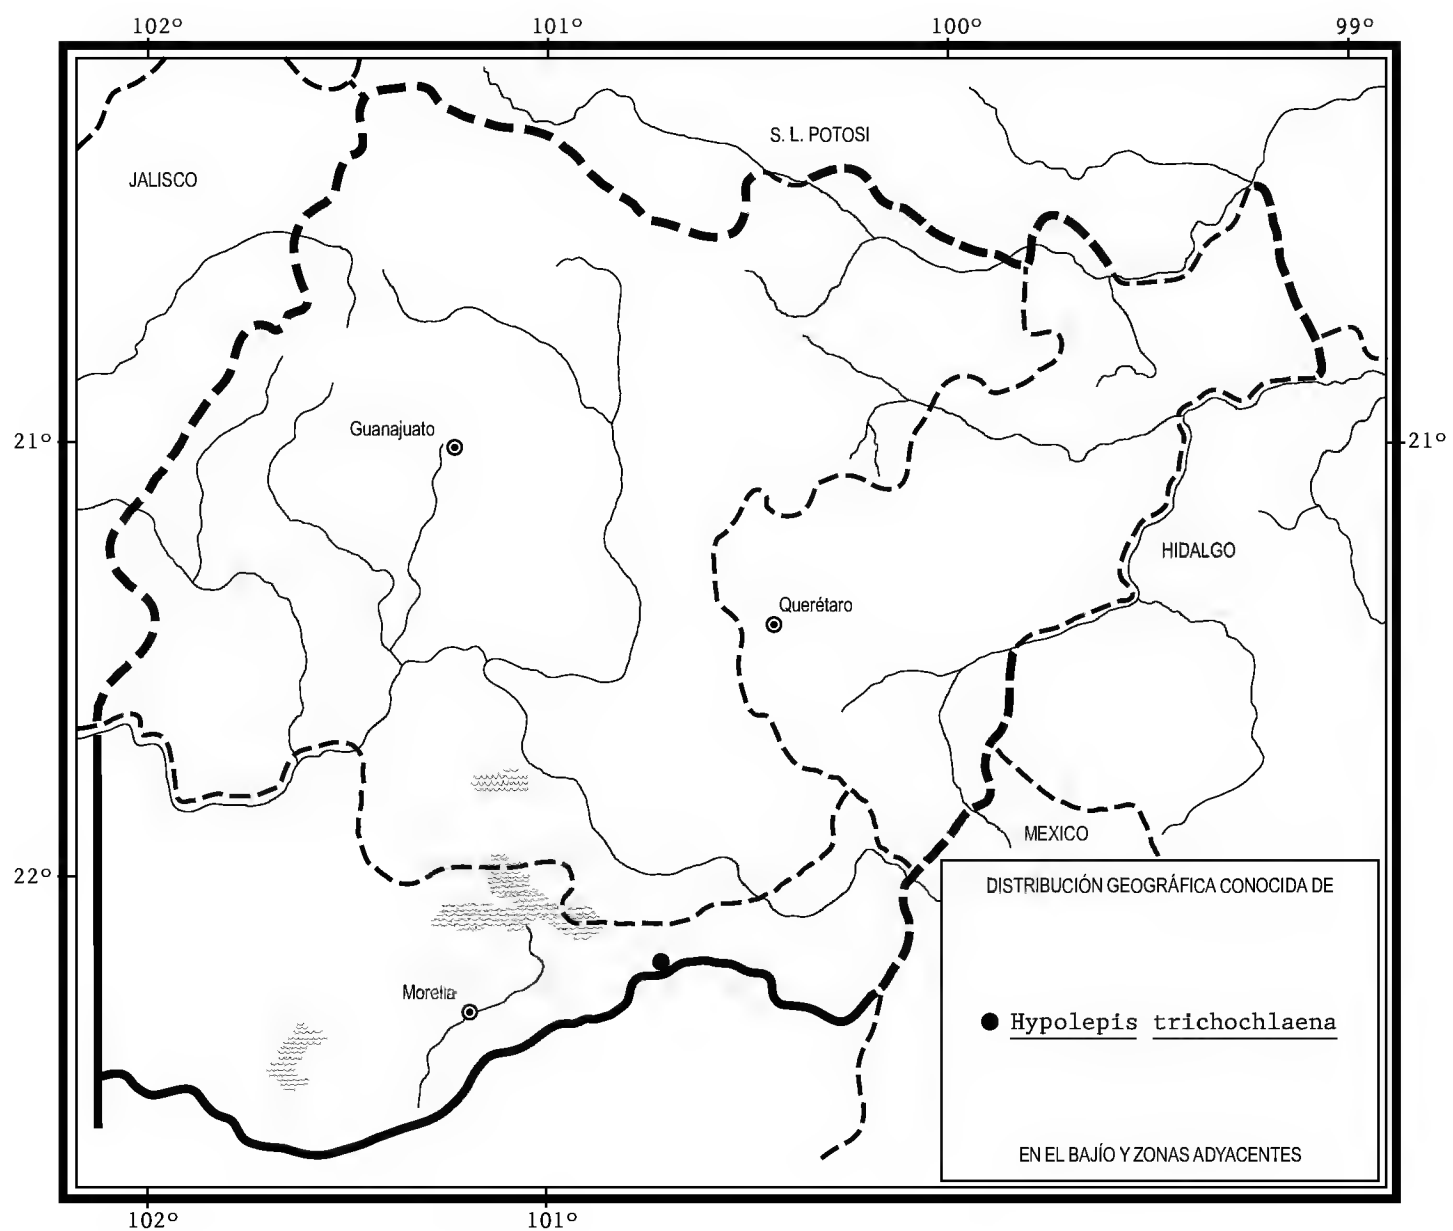 102° 101° 100° 99°
S. L. POTOSI
JALISCO
Guanajuato
21° 21°
HIDALGO
Querétaro
MEXICO
22°
DISTRIBUCIÓN GEOGRÁFICA CONOCIDA DE
Morelia
Hypolepis trichochlaena
EN EL BAJÍO Y ZONAS ADYACENTES
102° 101°